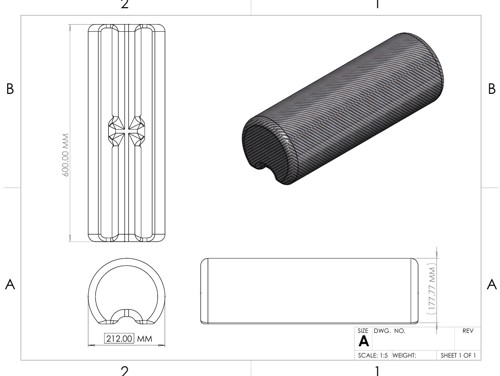 2
1
B
B
600.00 MM
A
A
212.00 MM
(177.77 MM)
SIZE DWG. NO. REV
A
SCALE: 1:5 WEIGHT: SHEET 1 OF 1
2
1